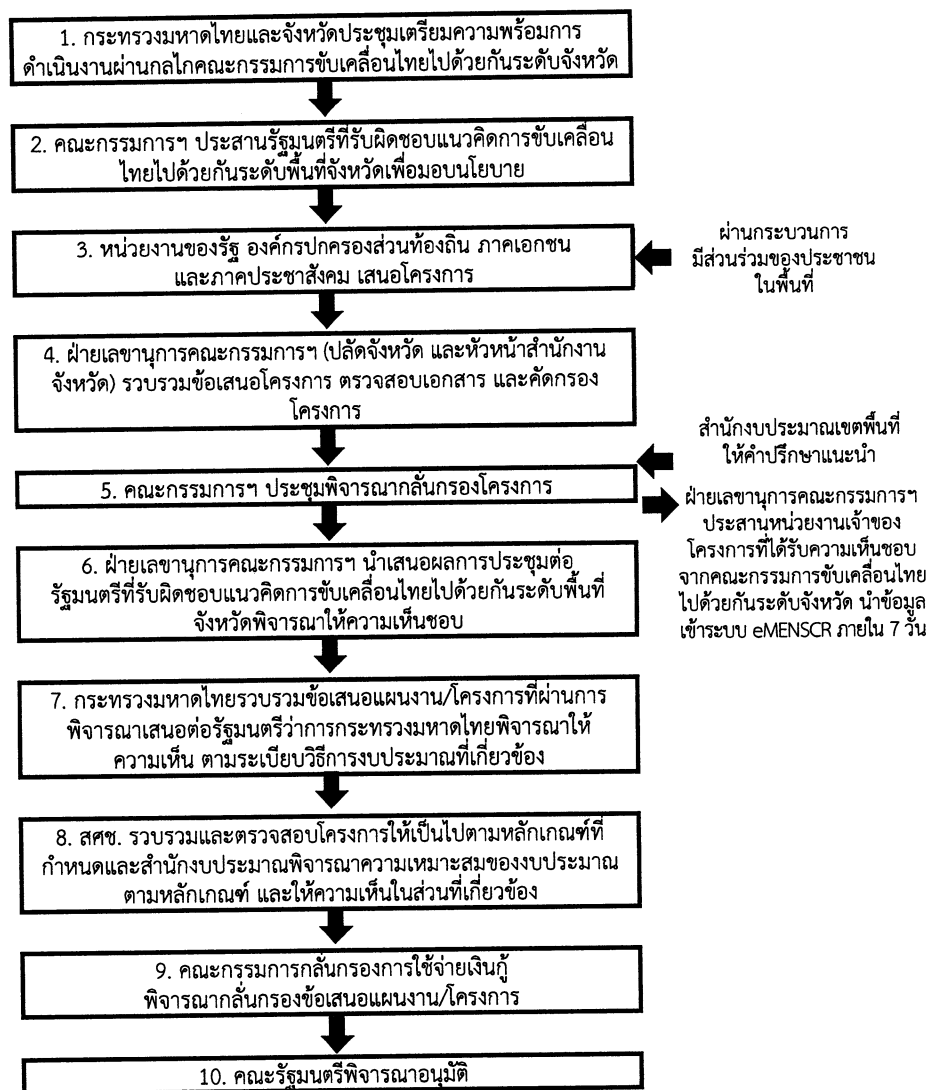 1. กระทรวงมหาดไทยและจังหวัดประชุมเตรียมความพร้อมการ
ดำเนินงานผ่านกลไกคณะกรรมการขับเคลื่อนไทยไปด้วยกันระดับจังหวัด
2. คณะกรรมการฯ ประสานรัฐมนตรีที่รับผิดชอบแนวคิดการขับเคลื่อน
ไทยไปด้วยกันระดับพื้นที่จังหวัดเพื่อมอบนโยบาย
3. หน่วยงานของรัฐ องค์กรปกครองส่วนท้องถิ่น ภาคเอกชน
และภาคประชาสังคม เสนอโครงการ
ผ่านกระบวนการ
มีส่วนร่วมของประชาชน
ในพื้นที่
4. ฝ่ายเลขานุการคณะกรรมการฯ (ปลัดจังหวัด และหัวหน้าสำนักงาน
จังหวัด) รวบรวมข้อเสนอโครงการ ตรวจสอบเอกสาร และคัดกรอง
โครงการ
สำนักงบประมาณเขตพื้นที่
ให้คำปรึกษาแนะนำ
5. คณะกรรมการฯ ประชุมพิจารณากลั่นกรองโครงการ
ฝ่ายเลขานุการคณะกรรมการฯ
ประสานหน่วยงานเจ้าของ
โครงการที่ได้รับความเห็นชอบ
จากคณะกรรมการขับเคลื่อนไทย
ไปด้วยกันระดับจังหวัด นำข้อมูล
เข้าระบบ eMENSCR ภายใน 7 วัน
6. ฝ่ายเลขานุการคณะกรรมการฯ นำเสนอผลการประชุมต่อ
รัฐมนตรีที่รับผิดชอบแนวคิดการขับเคลื่อนไทยไปด้วยกันระดับพื้นที่
จังหวัดพิจารณาให้ความเห็นชอบ
7. กระทรวงมหาดไทยรวบรวมข้อเสนอแผนงาน/โครงการที่ผ่านการ
พิจารณาเสนอต่อรัฐมนตรีว่าการกระทรวงมหาดไทยพิจารณาให้
ความเห็น ตามระเบียบวิธีการงบประมาณที่เกี่ยวข้อง
8. สศช. รวบรวมและตรวจสอบโครงการให้เป็นไปตามหลักเกณฑ์ที่
กำหนดและสำนักงบประมาณพิจารณาความเหมาะสมของงบประมาณ
ตามหลักเกณฑ์ และให้ความเห็นในส่วนที่เกี่ยวข้อง
9. คณะกรรมการกลั่นกรองการใช้จ่ายเงินกู้
พิจารณากลั่นกรองข้อเสนอแผนงาน/โครงการ
10. คณะรัฐมนตรีพิจารณาอนุมัติ